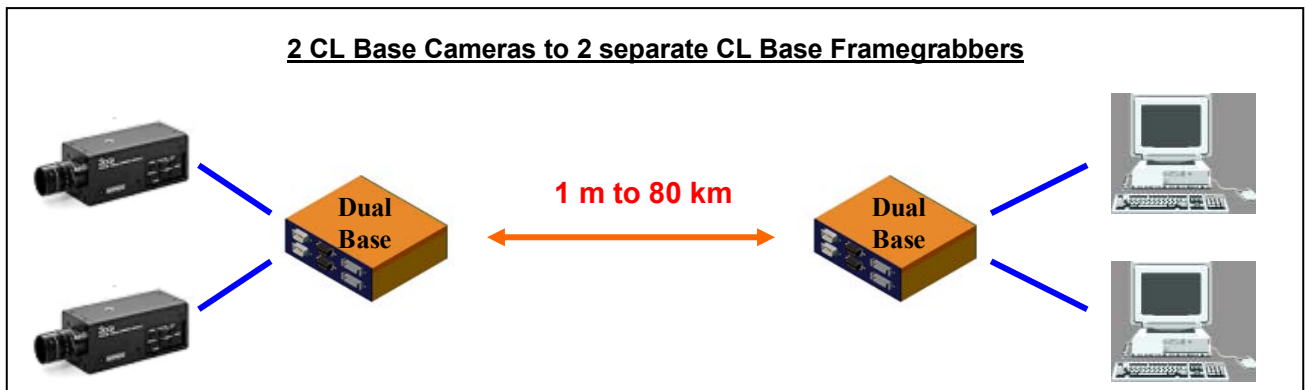 2 CL Base Cameras to 2 separate CL Base Framegrabbers
Dual
Base
1 m to 80 km
Dual
Base